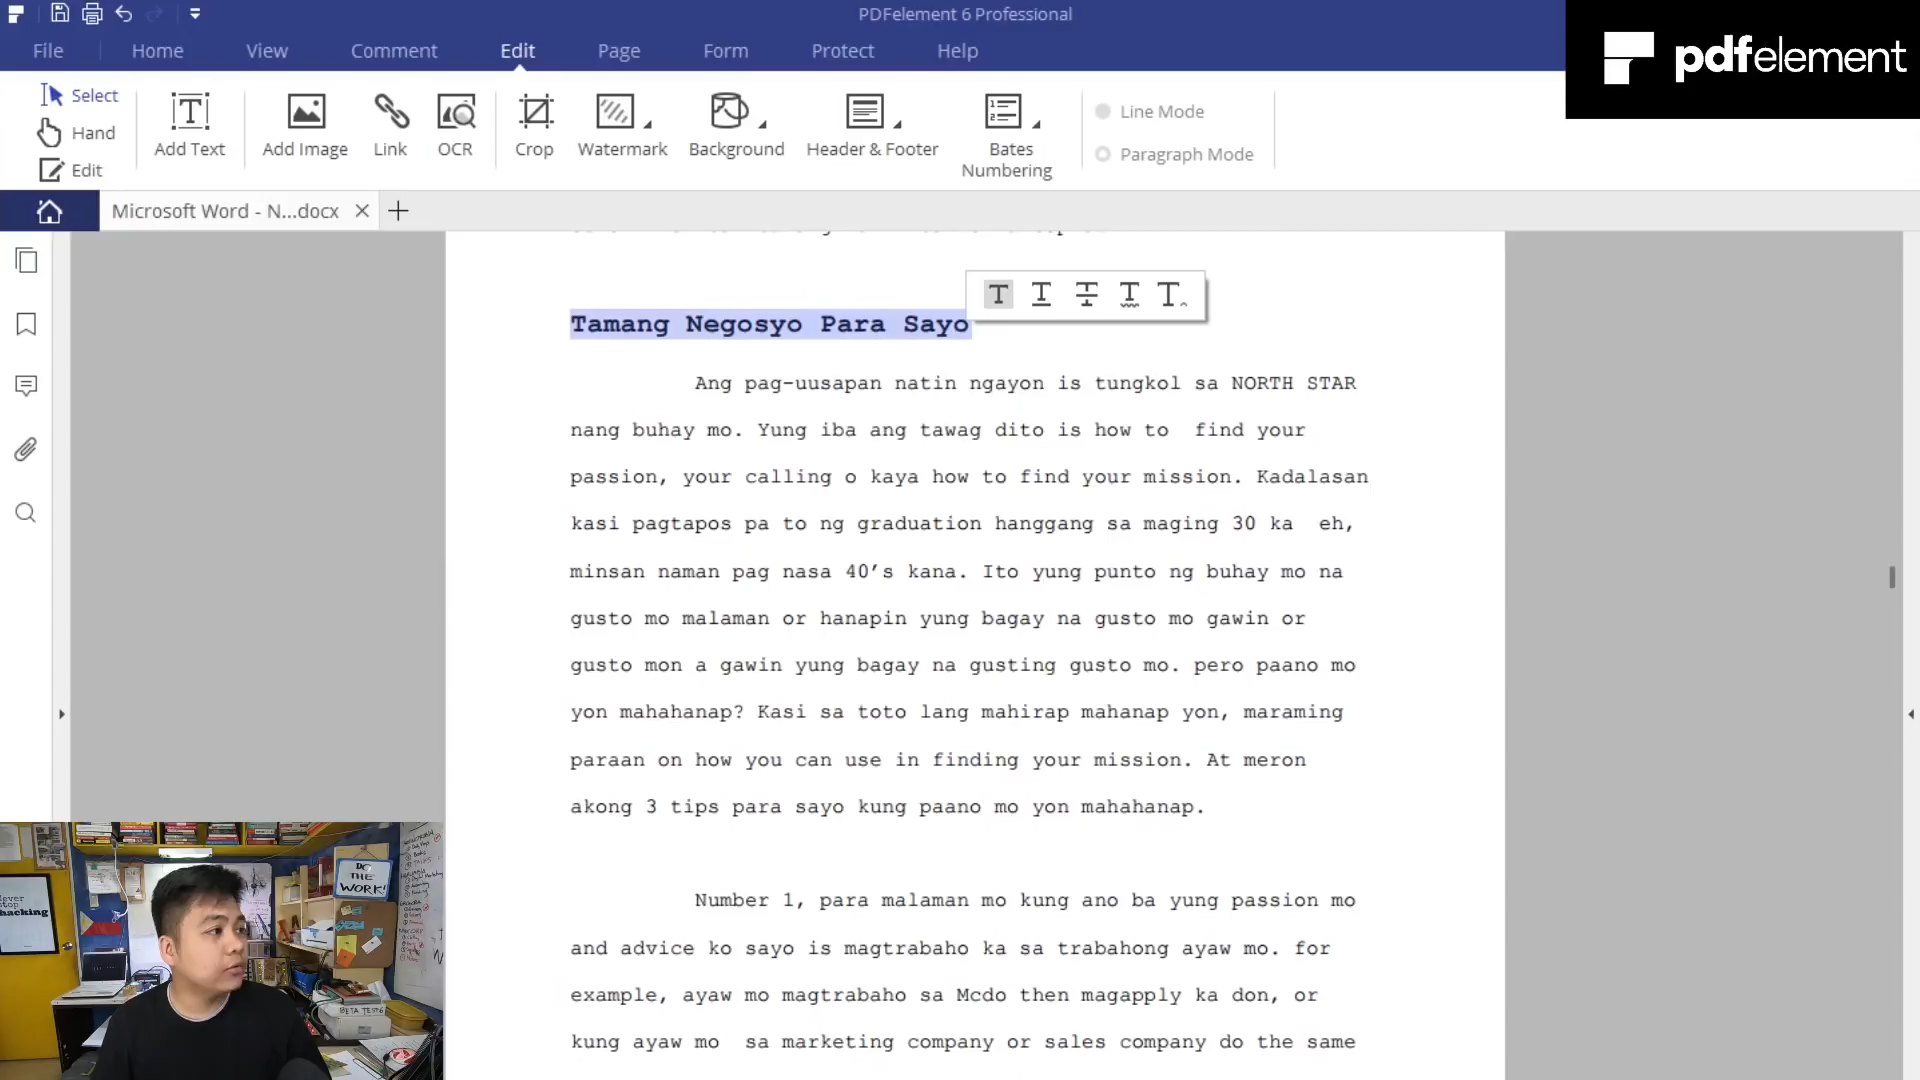 PDFelement 6 Professional
File Home View Comment Edit Page Form Protect Help
pdfelement
Select
Hand
Edit
Add Text
Add Image
Link
OCR
Crop
Watermark
Background
Header & Footer
Bates
Numbering
Line Mode
Paragraph Mode
Microsoft Word - N...docx
Tamang Negosyo Para Sayo
Ang pag-uusapan natin ngayon is tungkol sa NORTH STAR
nang buhay mo. Yung iba ang tawag dito is how to find your
passion, your calling o kaya how to find your mission. Kadalasan
kasi pagtapos pa to ng graduation hanggang sa maging 30 ka eh,
minsan naman pag nasa 40’s kana. Ito yung punto ng buhay mo na
gusto mo malaman or hanapin yung bagay na gusto mo gawin or
gusto mon a gawin yung bagay na gusting gusto mo. pero paano mo
yon mahahanap? Kasi sa toto lang mahirap mahanap yon, maraming
paraan on how you can use in finding your mission. At meron
akong 3 tips para sayo kung paano mo yon mahahanap.
Number 1, para malaman mo kung ano ba yung passion mo
and advice ko sayo is magtrabaho ka sa trabahong ayaw mo. for
example, ayaw mo magtrabaho sa Mcdo then magapply ka don, or
kung ayaw mo sa marketing company or sales company do the same
stop
hacking
DO
THE
WORK!
BETA TESTS